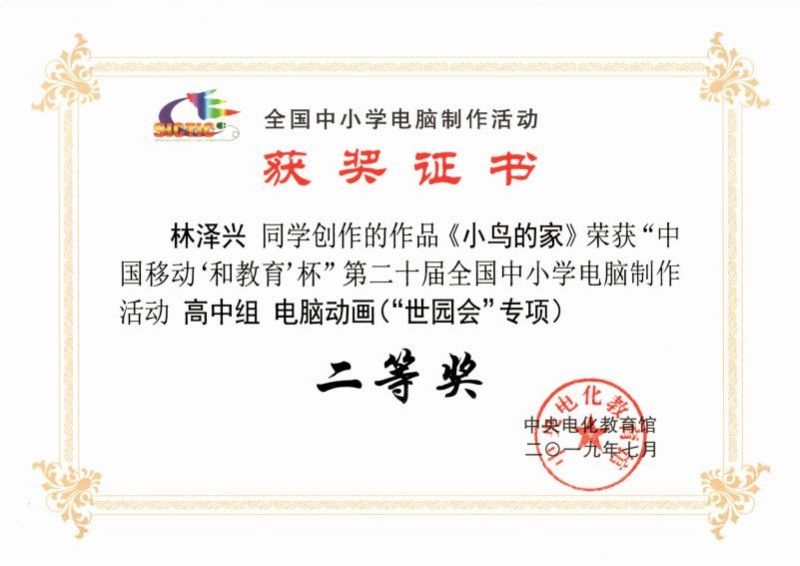 SICTIC
全国中小学电脑制作活动
获奖证书
林泽兴 同学创作的作品《小鸟的家》荣获“中
国移动‘和教育’杯”第二十届全国中小学电脑制作
活动 高中组 电脑动画(“世园会”专项)
二等奖
中央电化教育馆
中央电化教育馆
二〇一九年七月